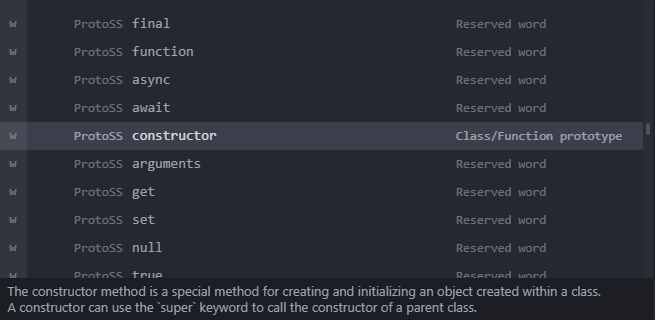 w ProtoSS final Reserved word
w ProtoSS function Reserved word
w ProtoSS async Reserved word
w ProtoSS await Reserved word
w ProtoSS constructor Class/Function prototype
w ProtoSS arguments Reserved word
w ProtoSS get Reserved word
w ProtoSS set Reserved word
w ProtoSS null Reserved word
w ProtoSS true Reserved word
The constructor method is a special method for creating and initializing an object created within a class.
A constructor can use the `super` keyword to call the constructor of a parent class.